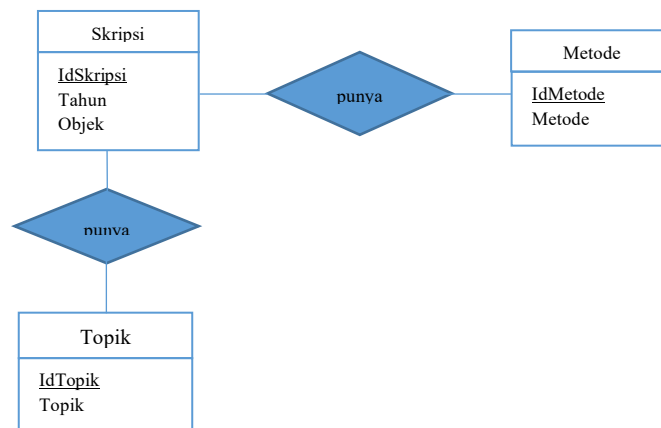 Skripsi
IdSkripsi
Tahun
Objek
punya
Metode
IdMetode
Metode
punya
Topik
IdTopik
Topik